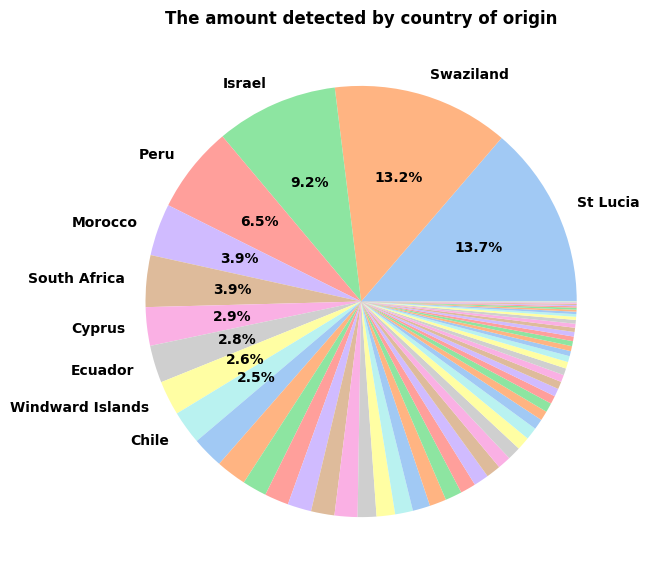 The amount detected by country of origin
Swaziland
Israel
Peru
St Lucia
Morocco
South Africa
Cyprus
Ecuador
Windward Islands
Chile
13.7%
13.2%
9.2%
6.5%
3.9%
3.9%
2.9%
2.8%
2.6%
2.5%